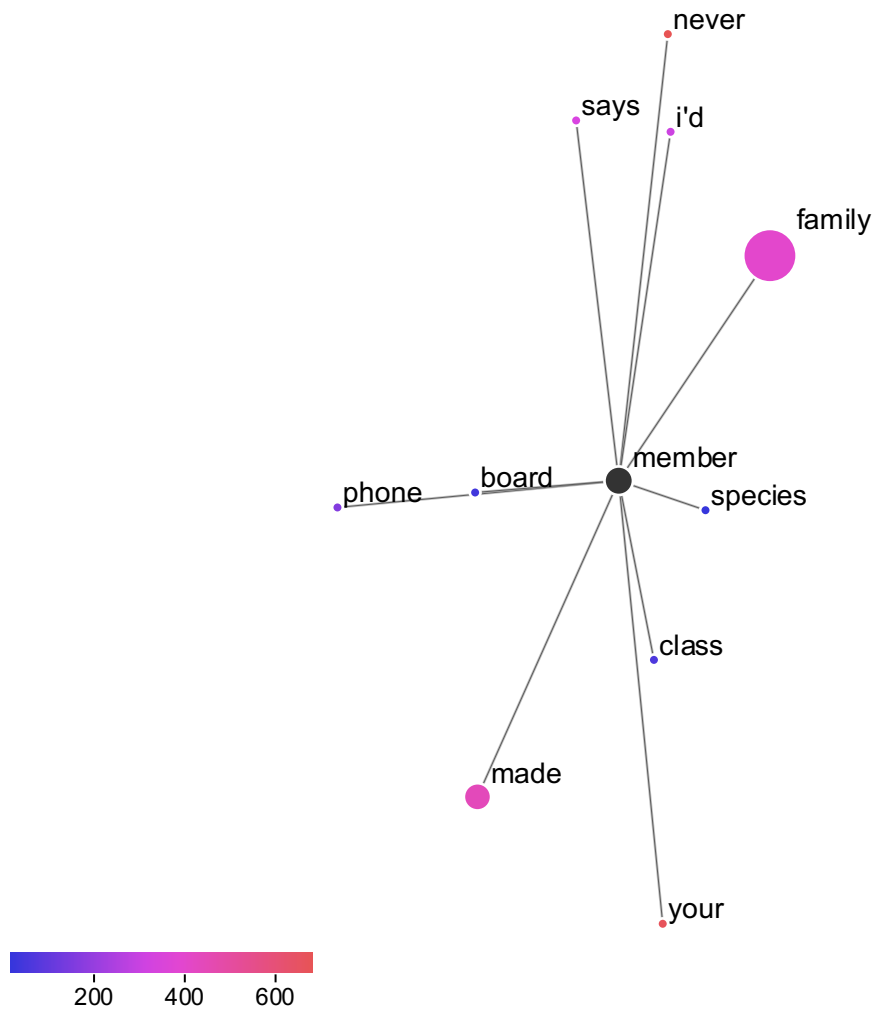 never
says
i'd
family
member
board
phone
species
class
made
your
200 400 600